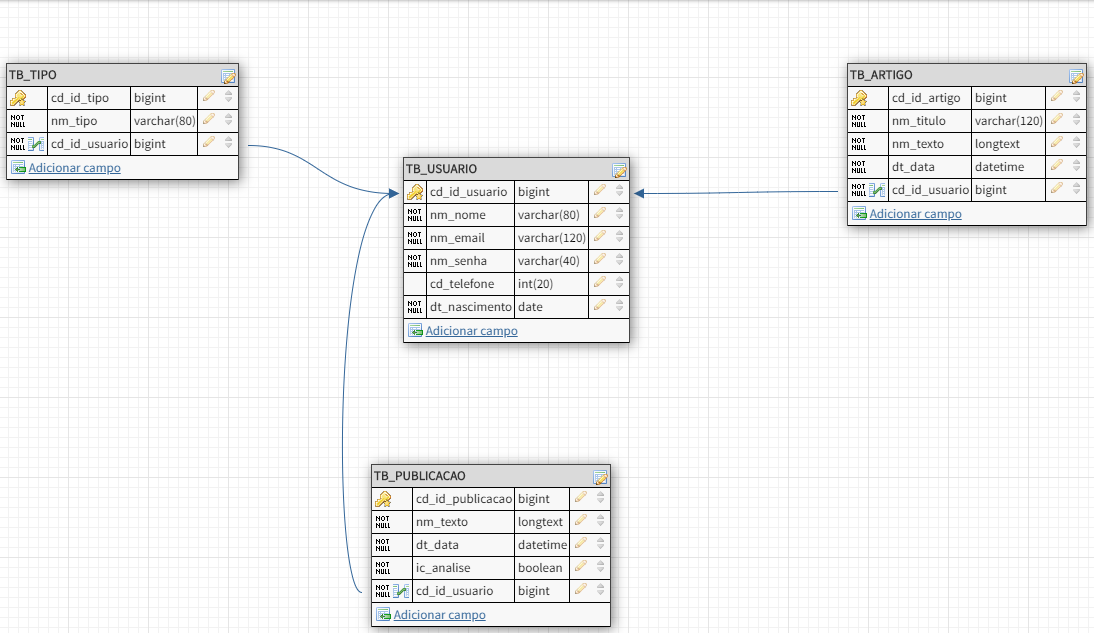 TB_TIPO
cd_id_tipo bigint
NOT NULL nm_tipo varchar(80)
NOT NULL cd_id_usuario bigint
Adicionar campo
TB_USUARIO
cd_id_usuario bigint
NOT NULL nm_nome varchar(80)
NOT NULL nm_email varchar(120)
NOT NULL nm_senha varchar(40)
cd_telefone int(20)
NOT NULL dt_nascimento date
Adicionar campo
TB_ARTIGO
cd_id_artigo bigint
NOT NULL nm_titulo varchar(120)
NOT NULL nm_texto longtext
NOT NULL dt_data datetime
NOT NULL cd_id_usuario bigint
Adicionar campo
TB_PUBLICACAO
cd_id_publicacao bigint
NOT NULL nm_texto longtext
NOT NULL dt_data datetime
NOT NULL ic_analise boolean
NOT NULL cd_id_usuario bigint
Adicionar campo